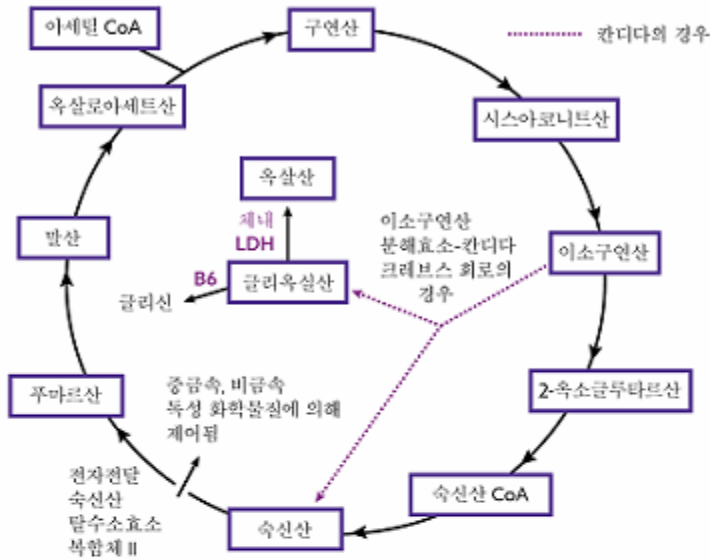 아세틸 CoA
구연산
칸디다의 경우
옥살로아세트산
시스아코니트산
옥살산
체내
LDH
이소구연산
분해효소-칸디다
크레브스 회로의
경우
말산
이소구연산
B6
글리옥실산
글리신
푸마르산
중금속, 비금속
독성 화학물질에 의해
제어됨
2-옥소글루타르산
전자전달
숙신산
탈수소효소
복합체 II
숙신산 CoA
숙신산